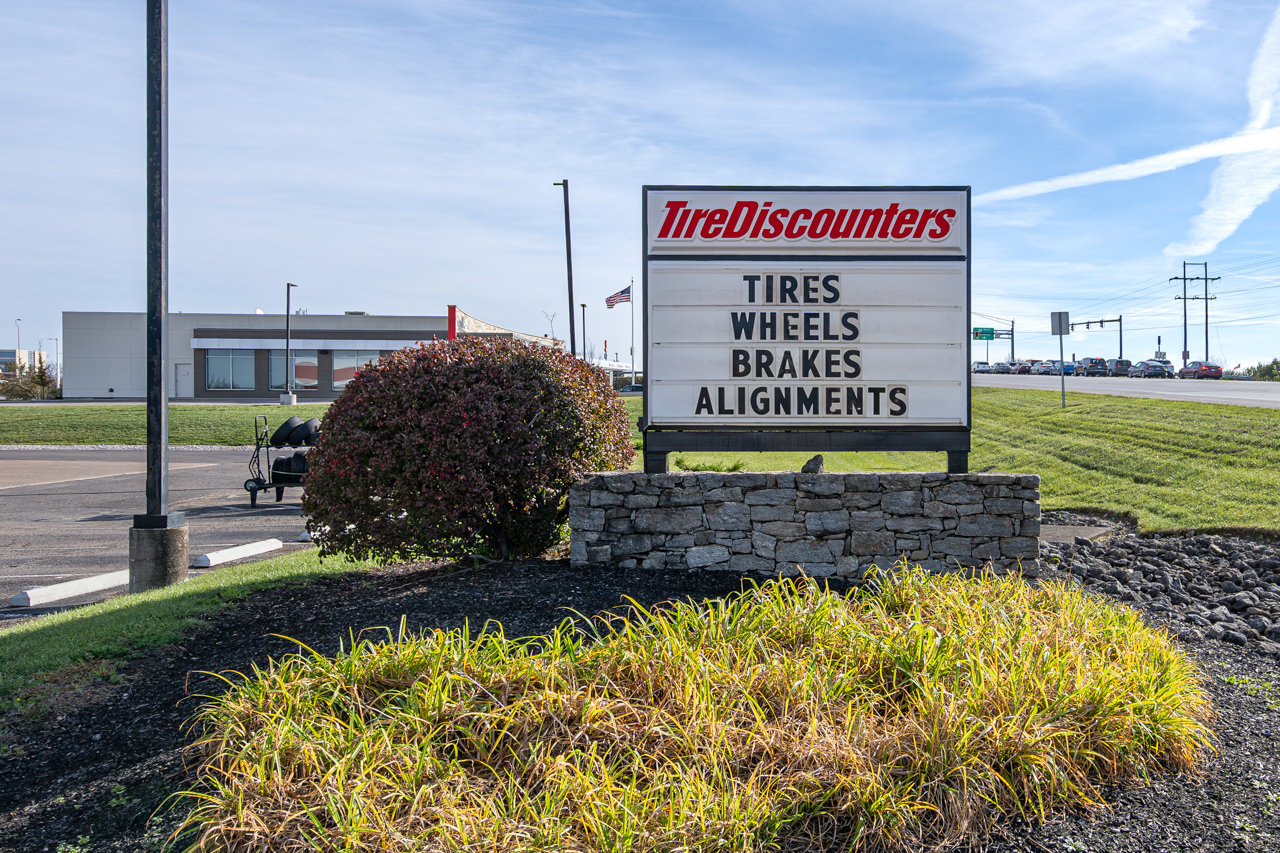 TireDiscounters
TIRES
WHEELS
BRAKES
ALIGNMENTS